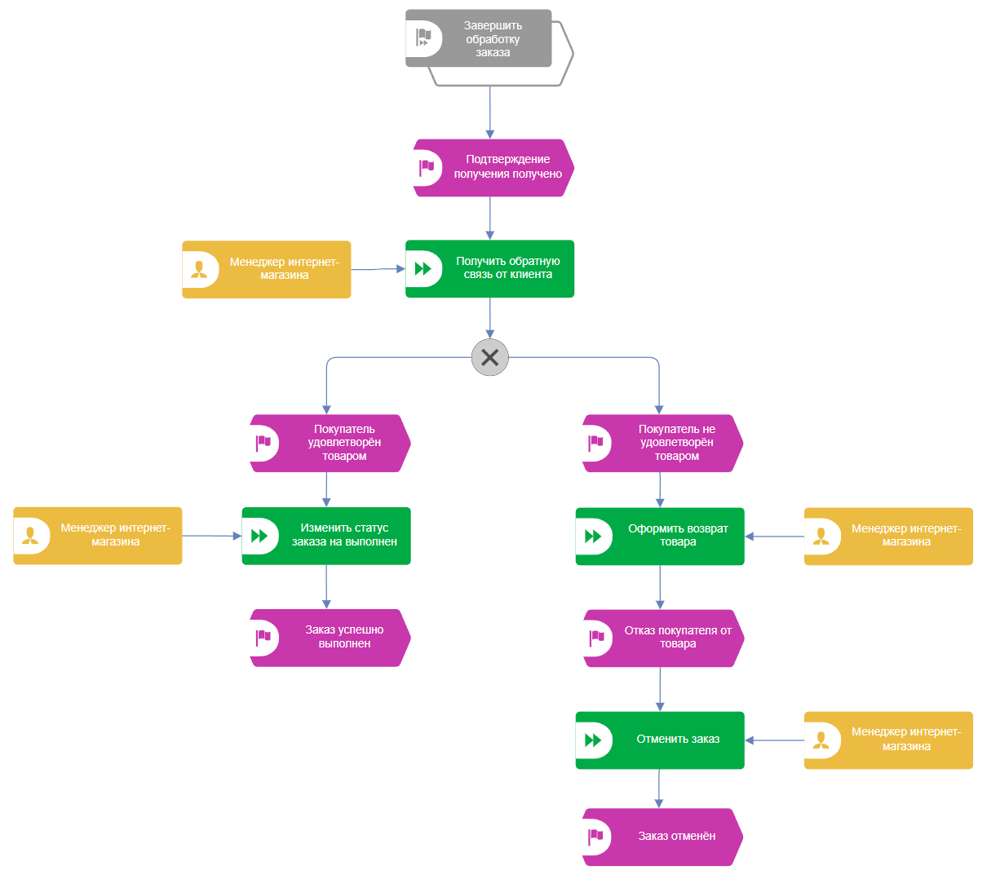 Завершить
обработку
заказа
Подтверждение
получения получено
Менеджер интернет-
магазина
Получить обратную
связь от клиента
Покупатель
удовлетворён
товаром
Покупатель не
удовлетворён
товаром
Менеджер интернет-
магазина
Изменить статус
заказа на выполнен
Оформить возврат
товара
Менеджер интернет-
магазина
Заказ успешно
выполнен
Отказ покупателя от
товара
Отменить заказ
Менеджер интернет-
магазина
Заказ отменён